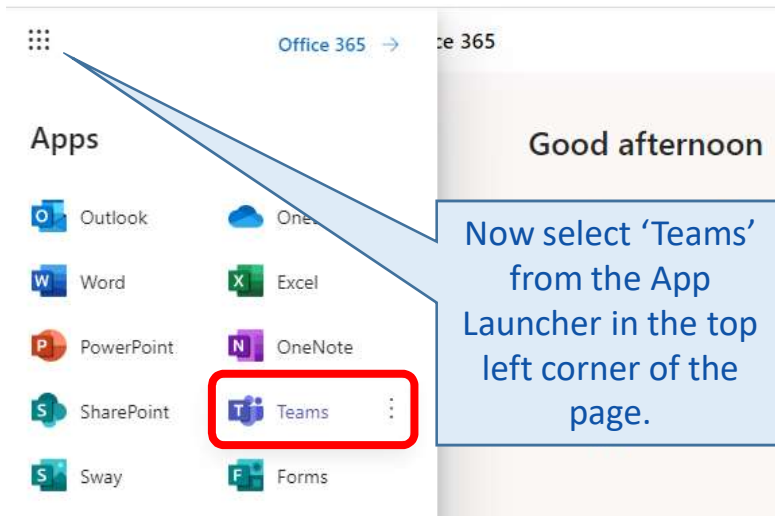 Office 365 →
ce 365
Apps
Good afternoon
Outlook
Word
Excel
PowerPoint
OneNote
SharePoint
Teams
Sway
Forms
Now select ‘Teams’
from the App
Launcher in the top
left corner of the
page.